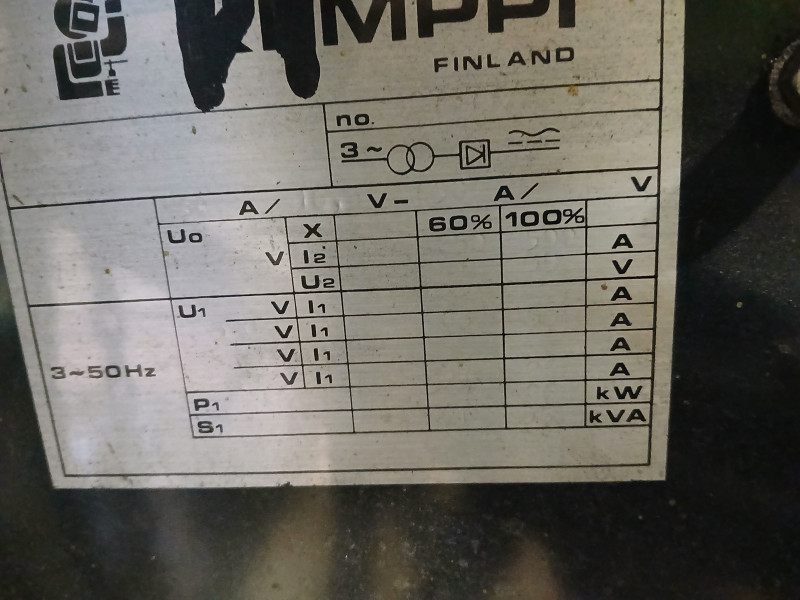 MPPI
FINLAND
E
no.
3~
A/ V- A/ V
Uo X 60% 100%
V I2 A
U2 V
U1 V I1 A
V I1 A
V I1 A
3~50Hz V I1 A
P1 kW
S1 kVA